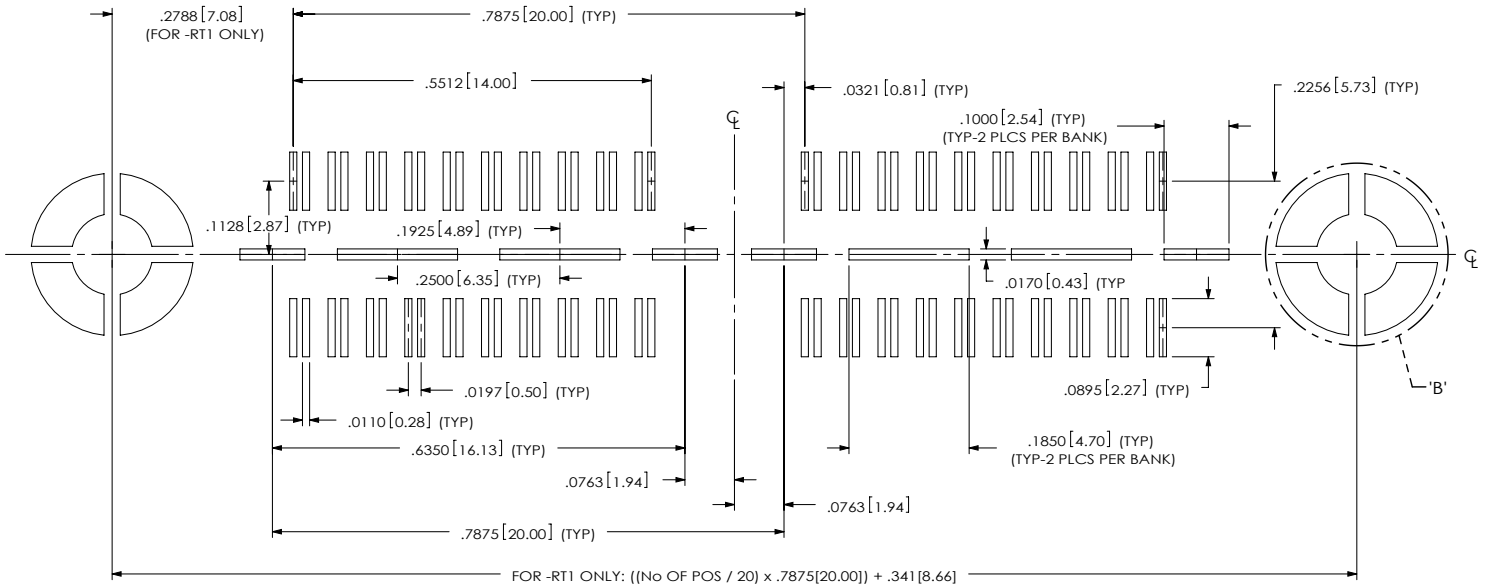 .2788[7.08]
(FOR -RT1 ONLY)
.7875[20.00] (TYP)
.5512[14.00]
.0321[0.81] (TYP)
.2256[5.73] (TYP)
.1000[2.54] (TYP)
(TYP-2 PLCS PER BANK)
℄
.1128[2.87] (TYP)
.1925[4.89] (TYP)
℄
.2500[6.35] (TYP)
.0170[0.43] (TYP
.0895[2.27] (TYP)
'B'
.0197[0.50] (TYP)
.0110[0.28] (TYP)
.6350[16.13] (TYP)
.1850[4.70] (TYP)
(TYP-2 PLCS PER BANK)
.0763[1.94]
.0763[1.94]
.7875[20.00] (TYP)
FOR -RT1 ONLY: ((No OF POS / 20) x .7875[20.00]) + .341[8.66]